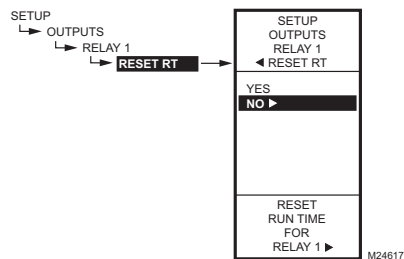 SETUP
OUTPUTS
RELAY 1
RESET RT
SETUP
OUTPUTS
RELAY 1
◄ RESET RT
YES
NO ►
RESET
RUN TIME
FOR
RELAY 1 ►
M24617